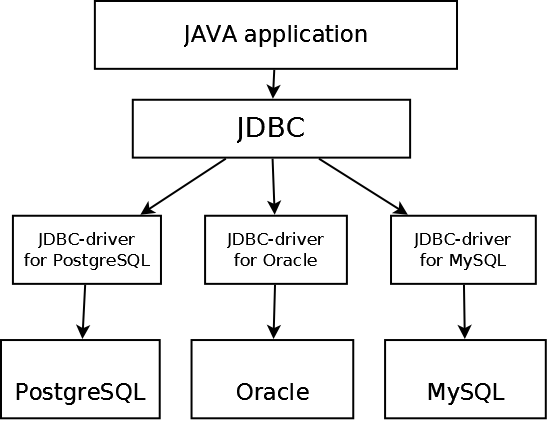 JAVA application
JDBC
JDBC-driver
for PostgreSQL
JDBC-driver
for Oracle
JDBC-driver
for MySQL
PostgreSQL
Oracle
MySQL